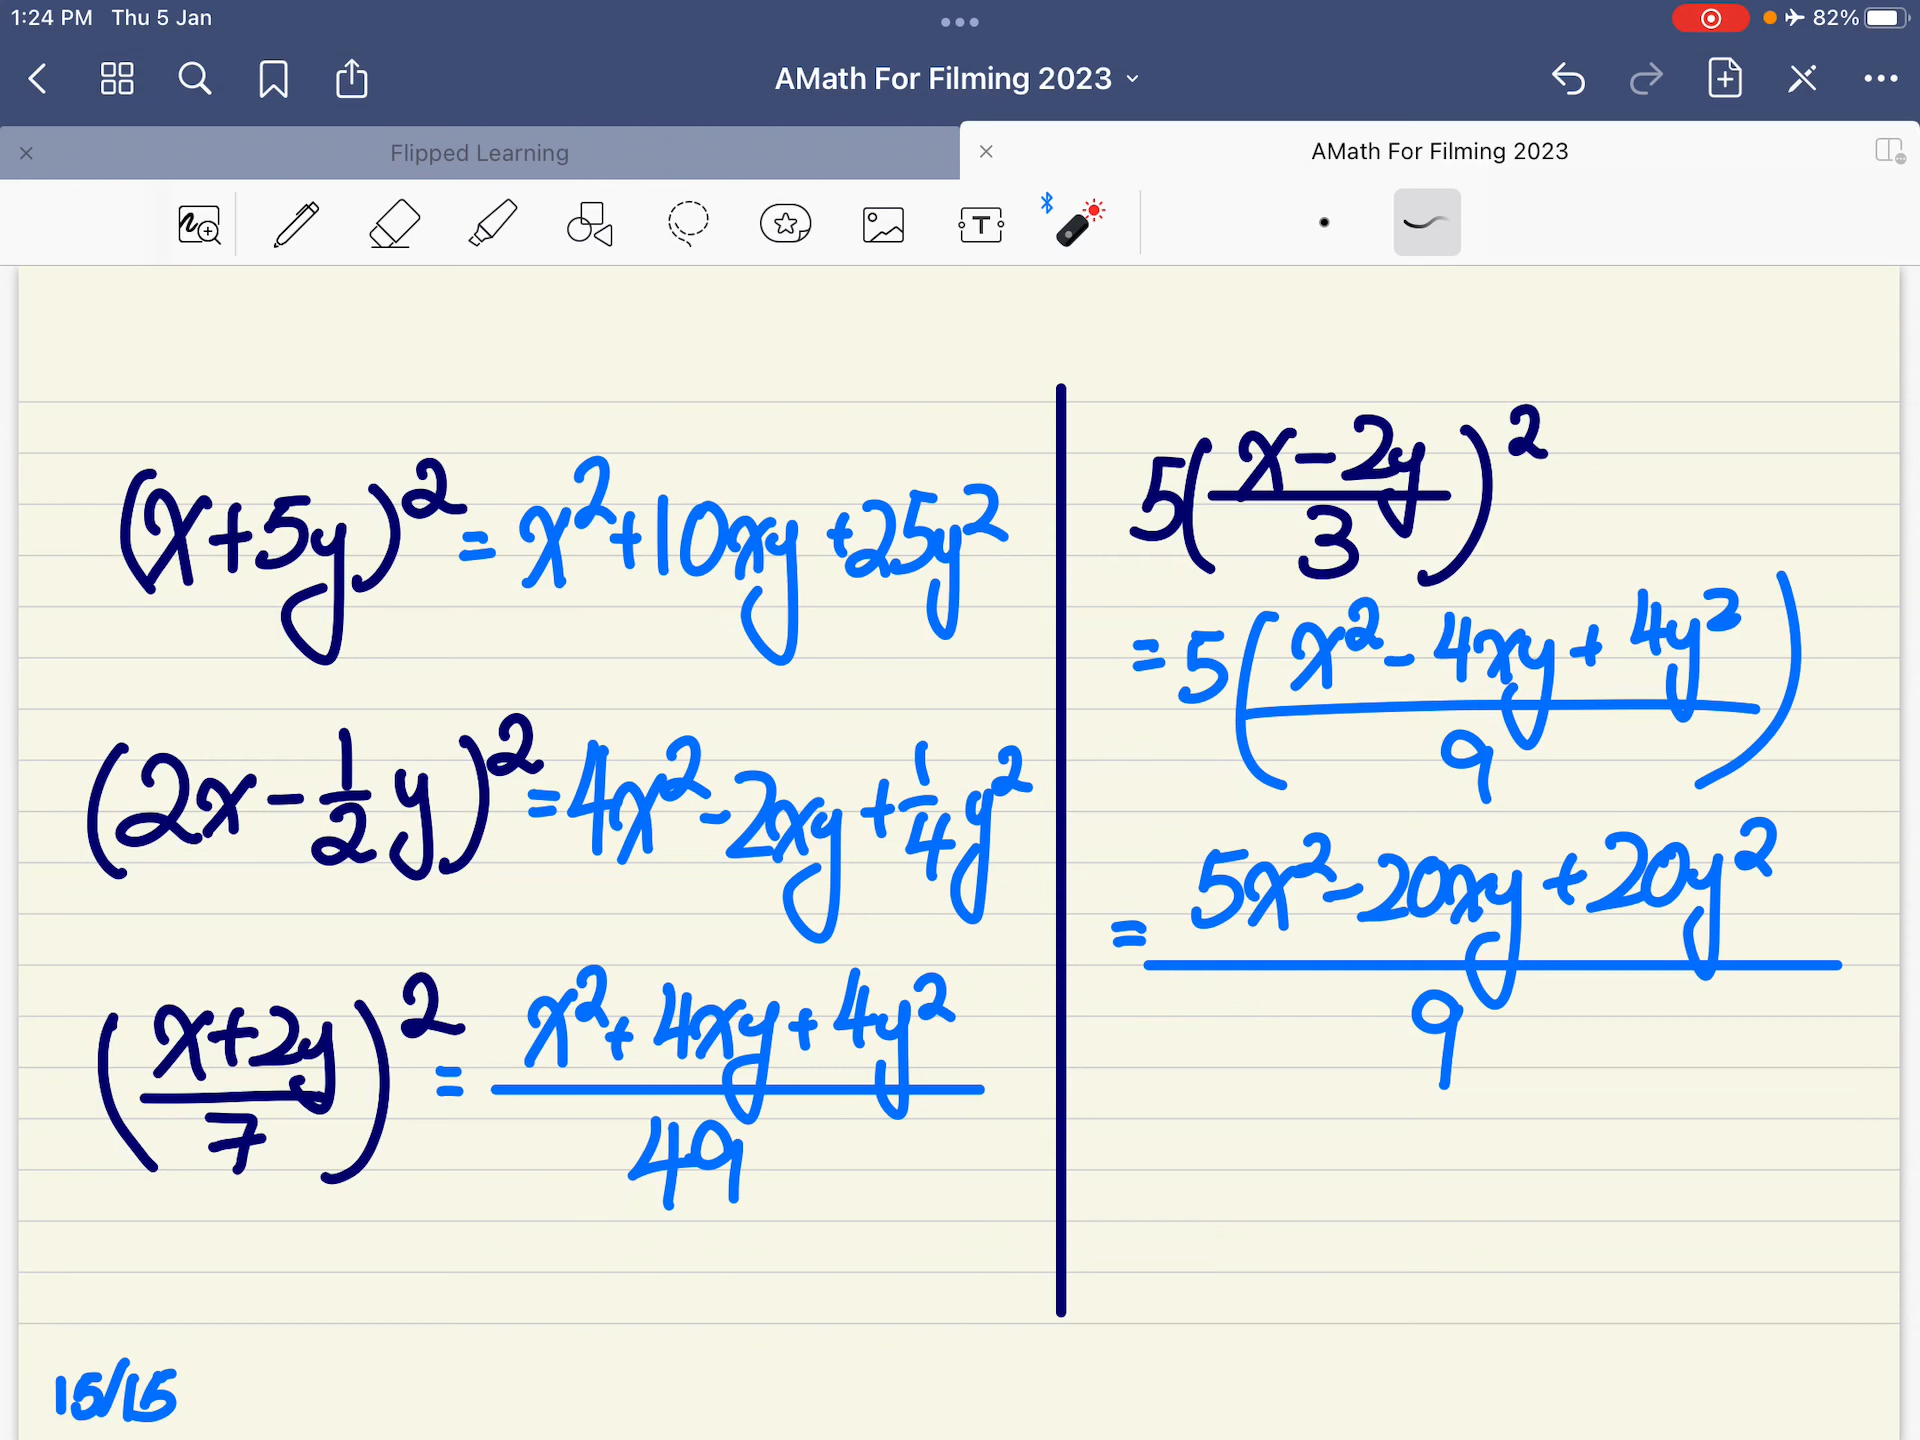 1:24 PM Thu 5 Jan
82%
AMath For Filming 2023
Flipped Learning
AMath For Filming 2023
T
(x+5y)² = x²+10xy+25y²
(2x-½y)² = 4x²-2xy+¼y²
((x+2y)/7)² = (x²+4xy+4y²)/49
15/15
5((x-2y)/3)²
= 5((x²-4xy+4y²)/9)
= (5x²-20xy+20y²)/9